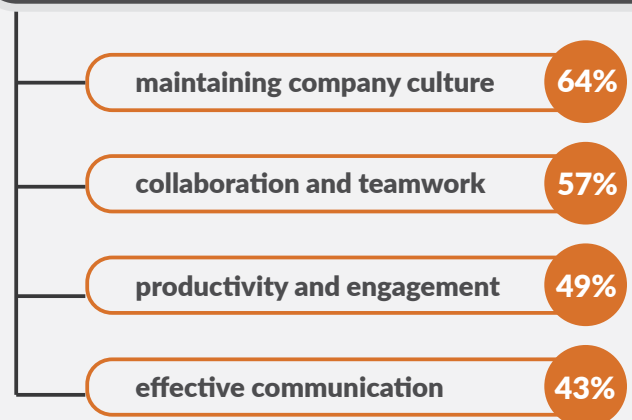 maintaining company culture 64%
collaboration and teamwork 57%
productivity and engagement 49%
effective communication 43%